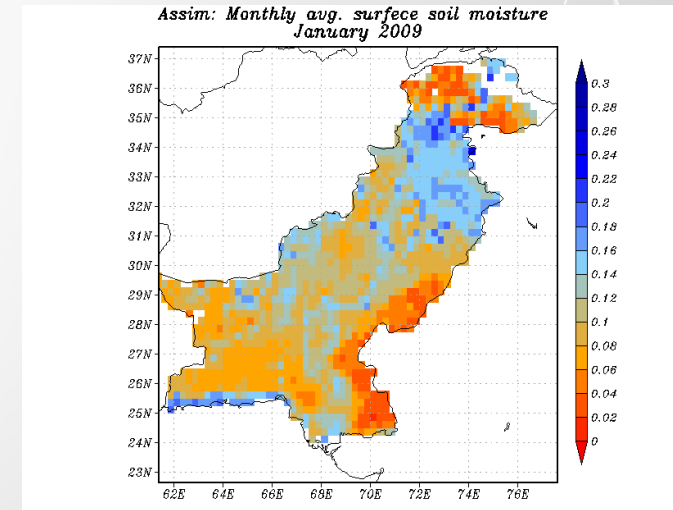 Assim: Monthly avg. surfece soil moisture
January 2009
37N
36N
35N
34N
33N
32N
31N
30N
29N
28N
27N
26N
25N
24N
23N
62E 64E 66E 68E 70E 72E 74E 76E
0.3
0.28
0.26
0.24
0.22
0.2
0.18
0.16
0.14
0.12
0.1
0.08
0.06
0.04
0.02
0